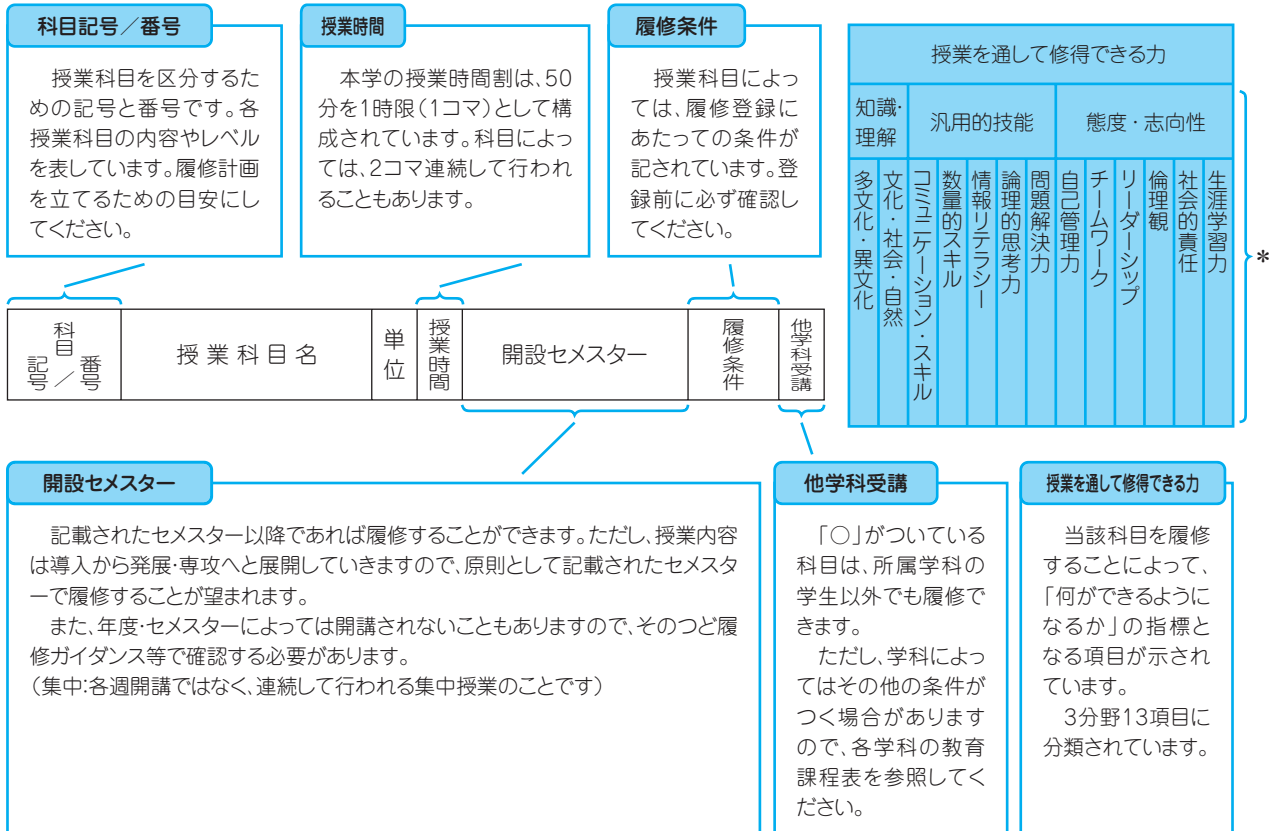 科目記号／番号
授業科目を区分するた
めの記号と番号です。各
授業科目の内容やレベル
を表しています。履修計画
を立てるための目安にし
てください。
授業時間
本学の授業時間割は、50
分を1時限(1コマ)として構
成されています。科目によっ
ては、2コマ連続して行われ
ることもあります。
履修条件
授業科目によっ
ては、履修登録に
あたっての条件が
記されています。登
録前に必ず確認し
てください。
授業を通して修得できる力
知識・
理解
汎用的技能
態度・志向性
多文化・異文化
文化・社会・自然
コミュニケーション・スキル
数量的スキル
情報リテラシー
論理的思考力
問題解決力
自己管理力
チームワーク
リーダーシップ
倫理観
社会的責任
生涯学習力
*
科目記号／番号
授業科目名
単位
授業時間
開設セメスター
履修条件
他学科受講
開設セメスター
記載されたセメスター以降であれば履修することができます。ただし、授業内容
は導入から発展・専攻へと展開していきますので、原則として記載されたセメスタ
ーで履修することが望まれます。
また、年度・セメスターによっては開講されないこともありますので、そのつど履
修ガイダンス等で確認する必要があります。
(集中:各週開講ではなく、連続して行われる集中授業のことです)
他学科受講
「○」がついている
科目は、所属学科の
学生以外でも履修で
きます。
ただし、学科によっ
てはその他の条件が
つく場合があります
ので、各学科の教育
課程表を参照してく
ださい。
授業を通して修得できる力
当該科目を履修
することによって、
「何ができるように
なるか」の指標と
なる項目が示され
ています。
3分野13項目に
分類されています。